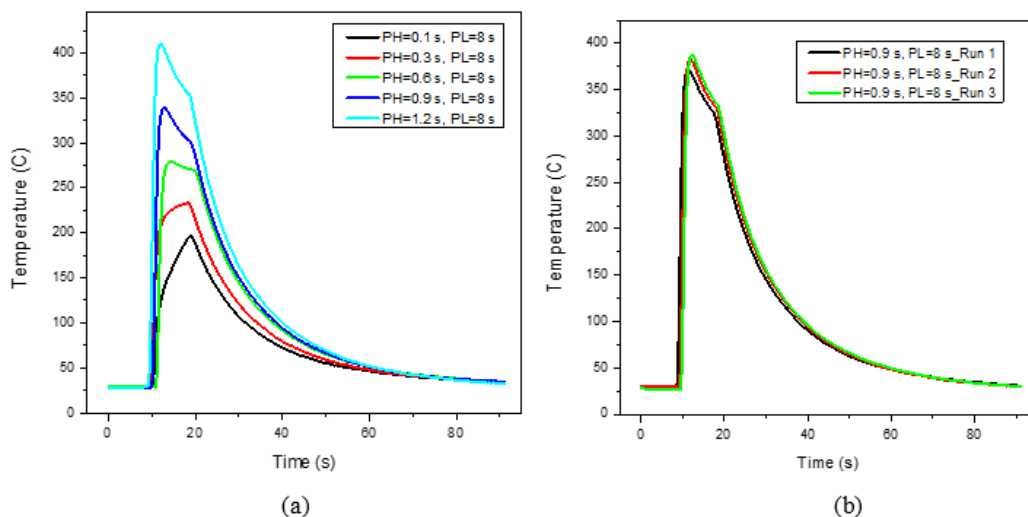 PH=0.1 s, PL=8 s
PH=0.3 s, PL=8 s
PH=0.6 s, PL=8 s
PH=0.9 s, PL=8 s
PH=1.2 s, PL=8 s
400
350
300
250
200
150
100
50
0
Temperature (C)
0 20 40 60 80
Time (s)
(a)
PH=0.9 s, PL=8 s_Run 1
PH=0.9 s, PL=8 s_Run 2
PH=0.9 s, PL=8 s_Run 3
400
350
300
250
200
150
100
50
0
Temperature (C)
0 20 40 60 80
Time (s)
(b)